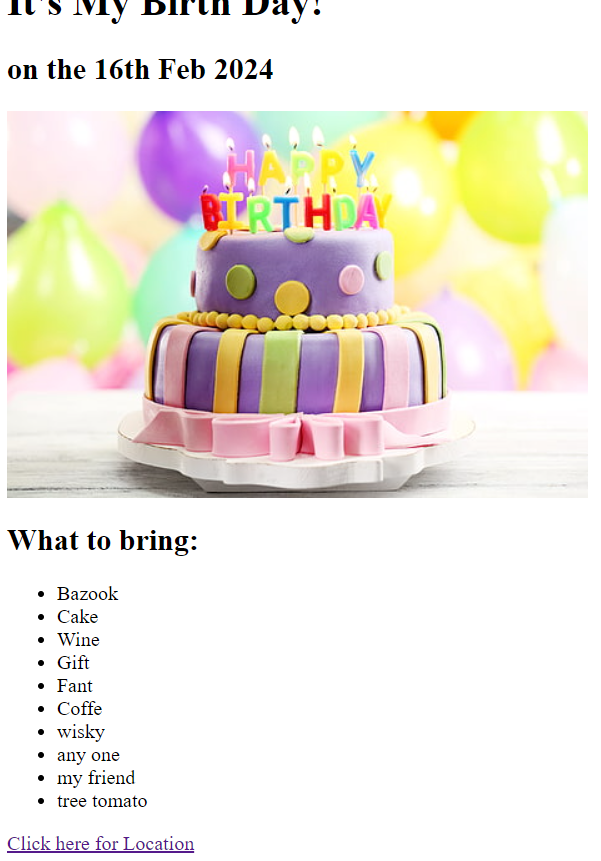 It's My Birth Day!
on the 16th Feb 2024
HAPPY
BIRTHDAY
What to bring:
Bazook
Cake
Wine
Gift
Fant
Coffe
wisky
any one
my friend
tree tomato
Click here for Location